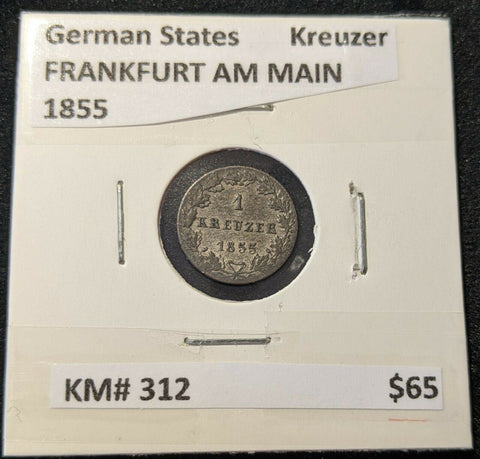 German States Kreuzer
FRANKFURT AM MAIN
1855
1
KREUZER
1855
KM# 312 $65